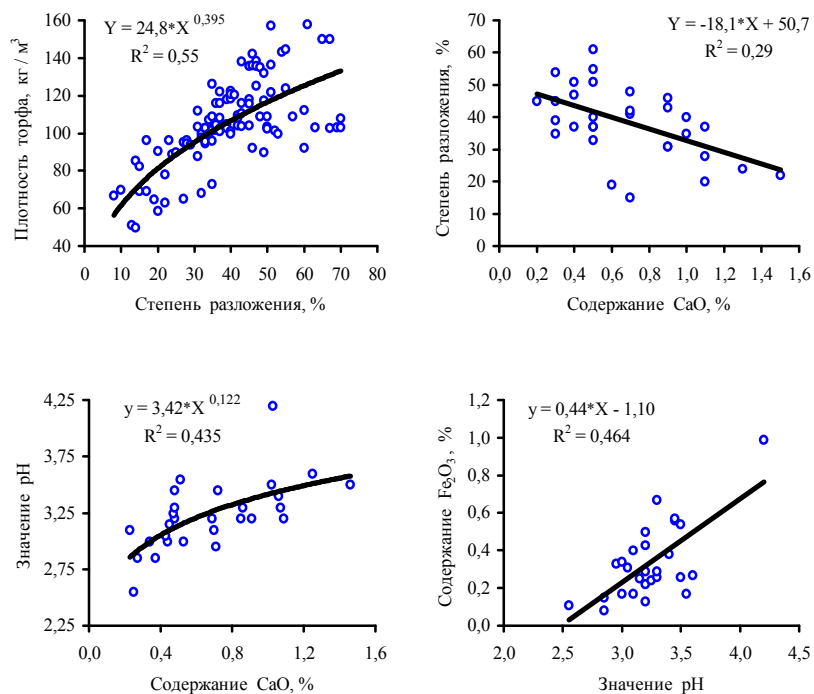 Y = 24,8*X 0,395
R2 = 0,55
160
140
120
100
80
60
40
0 10 20 30 40 50 60 70 80
Плотность торфа, кг / м3
Степень разложения, %
Y = -18,1*X + 50,7
R2 = 0,29
70
60
50
40
30
20
10
0
0,0 0,2 0,4 0,6 0,8 1,0 1,2 1,4 1,6
Степень разложения, %
Содержание CaO, %
y = 3,42*X 0,122
R2 = 0,435
4,25
3,75
3,25
2,75
2,25
0,0 0,4 0,8 1,2 1,6
Значение pH
Содержание CaO, %
y = 0,44*X - 1,10
R2 = 0,464
1,2
1,0
0,8
0,6
0,4
0,2
0,0
2,0 2,5 3,0 3,5 4,0 4,5
Содержание Fe2O3, %
Значение pH